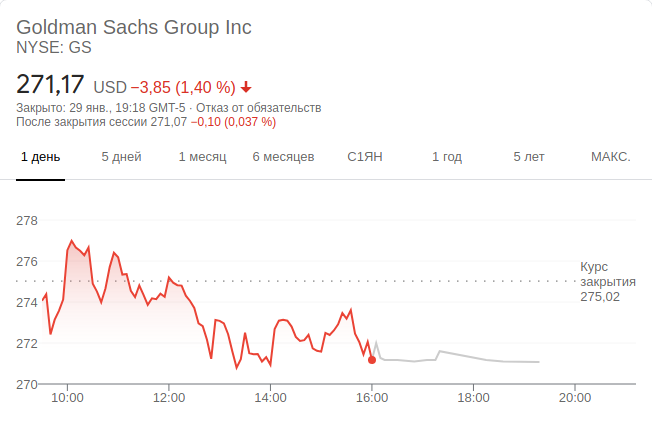 Goldman Sachs Group Inc
NYSE: GS
271,17 USD −3,85 (1,40 %)
Закрыто: 29 янв., 19:18 GMT-5 · Отказ от обязательств
После закрытия сессии 271,07 −0,10 (0,037 %)
1 день 5 дней 1 месяц 6 месяцев С1ЯН 1 год 5 лет МАКС.
278
276
Курс
закрытия
275,02
274
272
270
10:00 12:00 14:00 16:00 18:00 20:00